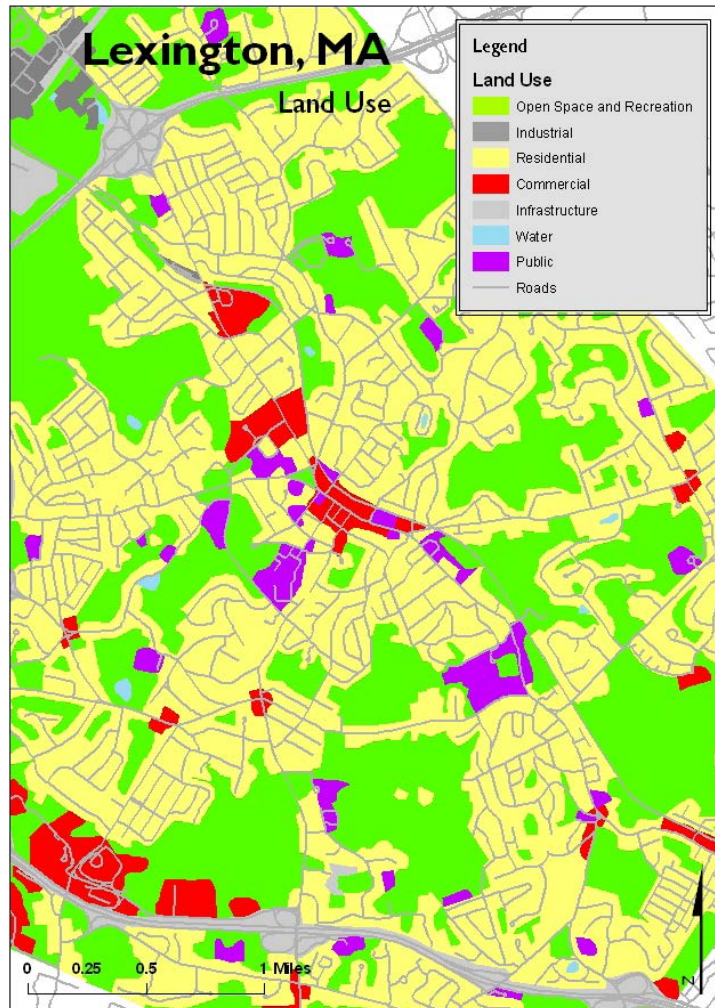 Lexington, MA
Land Use
Legend
Land Use
Open Space and Recreation
Industrial
Residential
Commercial
Infrastructure
Water
Public
Roads
0 0.25 0.5 1 Miles
N